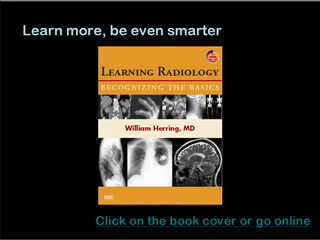 Learn more, be even smarter
LEARNING RADIOLOGY
RECOGNIZING THE BASICS
William Herring, MD
Click on the book cover or go online